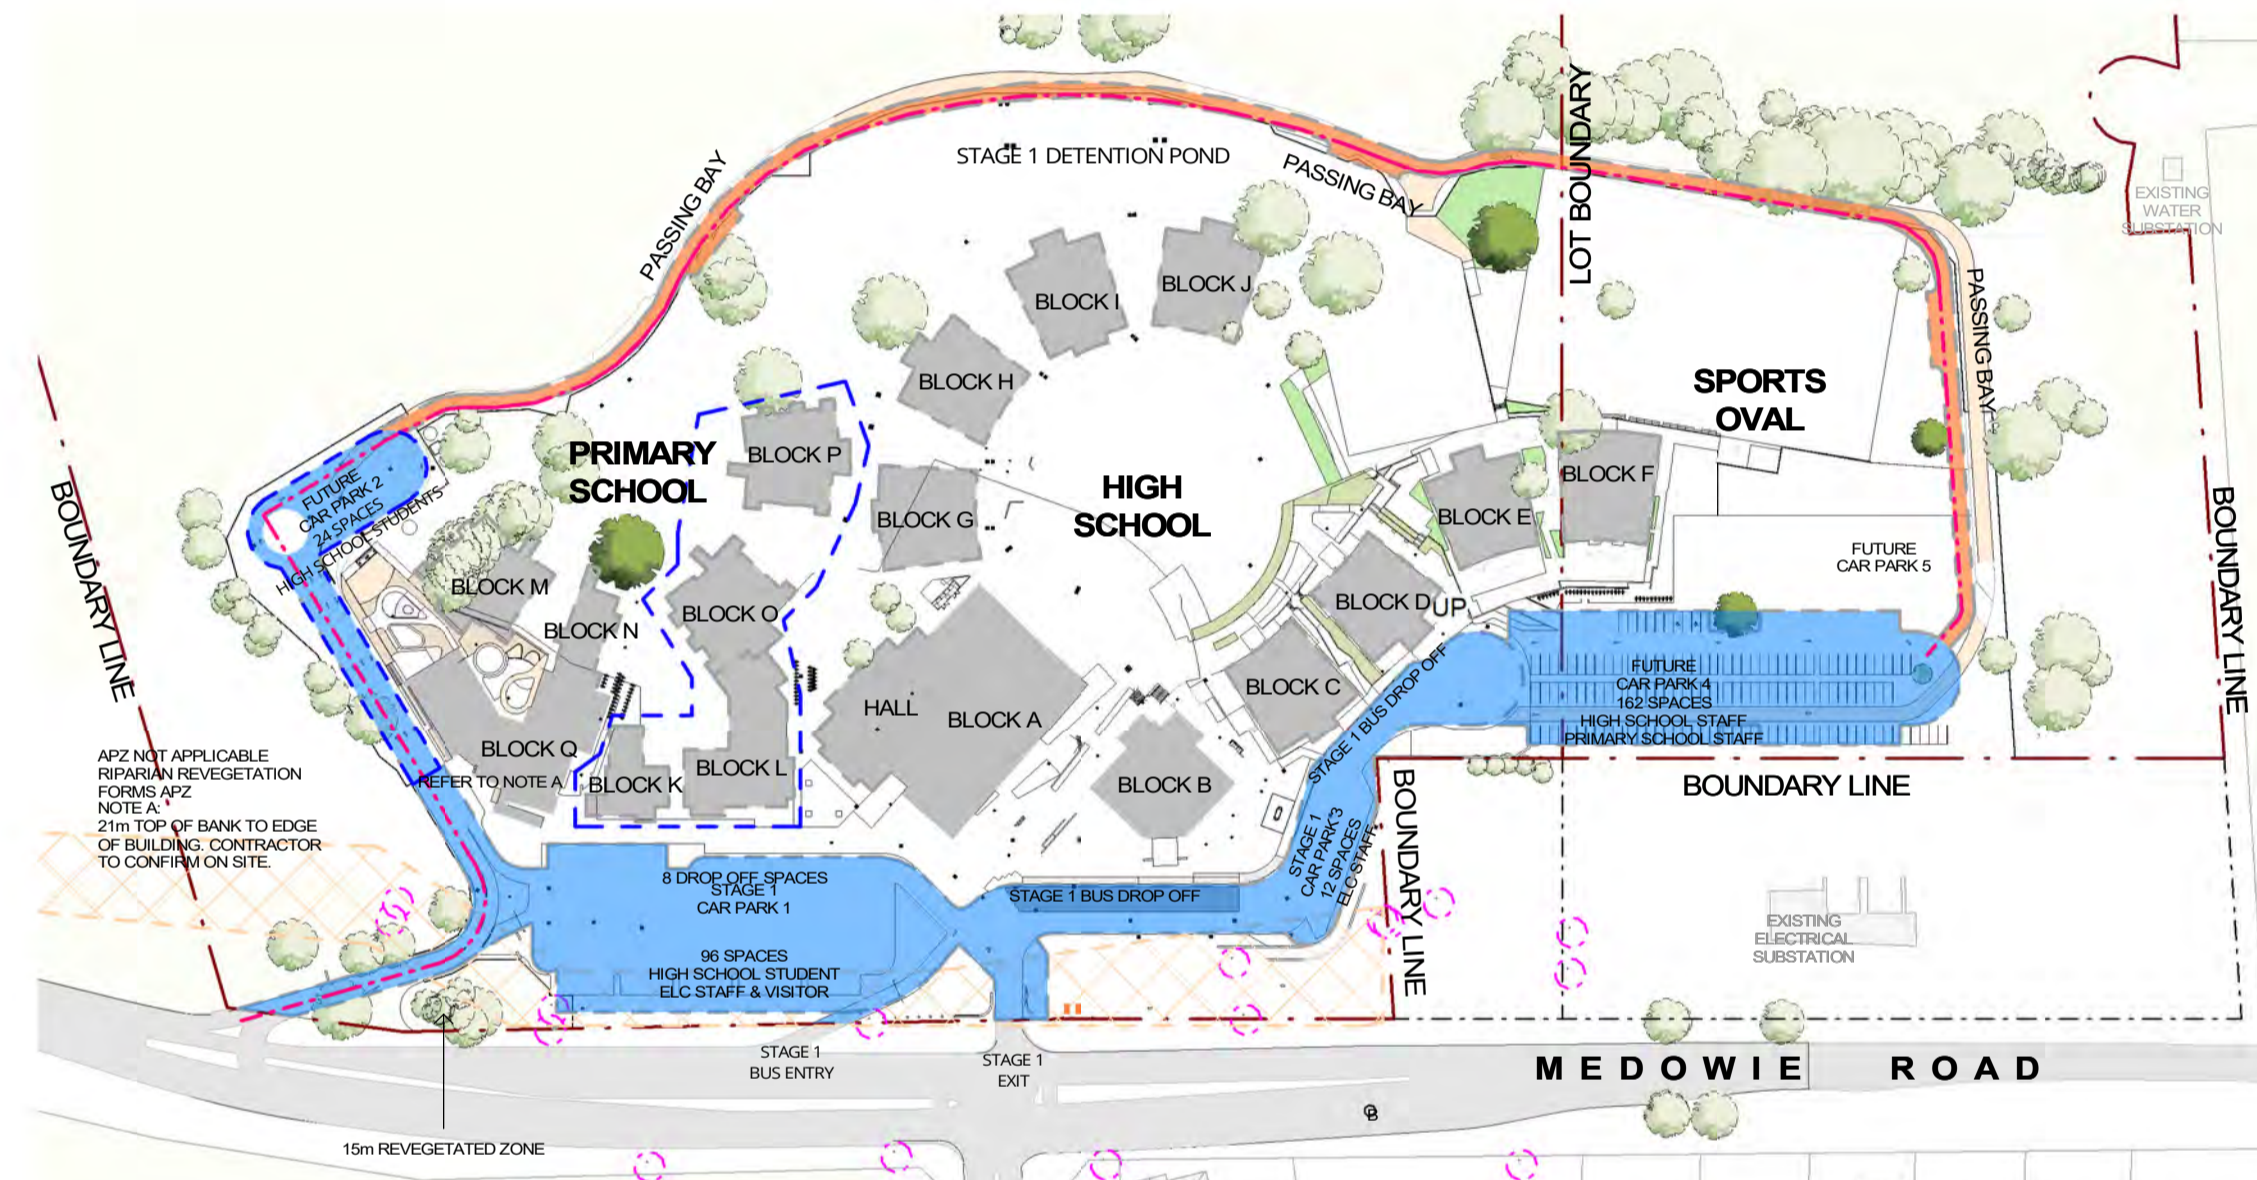 STAGE 1 DETENTION POND
PASSING BAY
PASSING BAY
LOT BOUNDARY
EXISTING
WATER
SUBSTATION
PASSING BAY
BLOCK I
BLOCK J
BLOCK H
SPORTS
OVAL
PRIMARY
SCHOOL
BLOCK P
BLOCK G
HIGH
SCHOOL
BLOCK E
BLOCK F
FUTURE
CAR PARK 2
24 SPACES
HIGH SCHOOL STUDENTS
BOUNDARY LINE
BLOCK M
BLOCK N
BLOCK O
BLOCK D
UP
FUTURE
CAR PARK 5
BOUNDARY LINE
FUTURE
CAR PARK 4
162 SPACES
HIGH SCHOOL STAFF
PRIMARY SCHOOL STAFF
BLOCK C
STAGE 1 BUS DROP OFF
HALL
BLOCK A
BLOCK Q
REFER TO NOTE A
BLOCK K
BLOCK L
BLOCK B
BOUNDARY LINE
BOUNDARY LINE
APZ NOT APPLICABLE
RIPARIAN REVEGETATION
FORMS APZ
NOTE A:
21m TOP OF BANK TO EDGE
OF BUILDING. CONTRACTOR
TO CONFIRM ON SITE.
STAGE 1
CAR PARK 3
12 SPACES
ELC STAFF
8 DROP OFF SPACES
STAGE 1
CAR PARK 1
STAGE 1 BUS DROP OFF
96 SPACES
HIGH SCHOOL STUDENT
ELC STAFF & VISITOR
EXISTING
ELECTRICAL
SUBSTATION
STAGE 1
BUS ENTRY
STAGE 1
EXIT
MEDOWIE ROAD
15m REVEGETATED ZONE